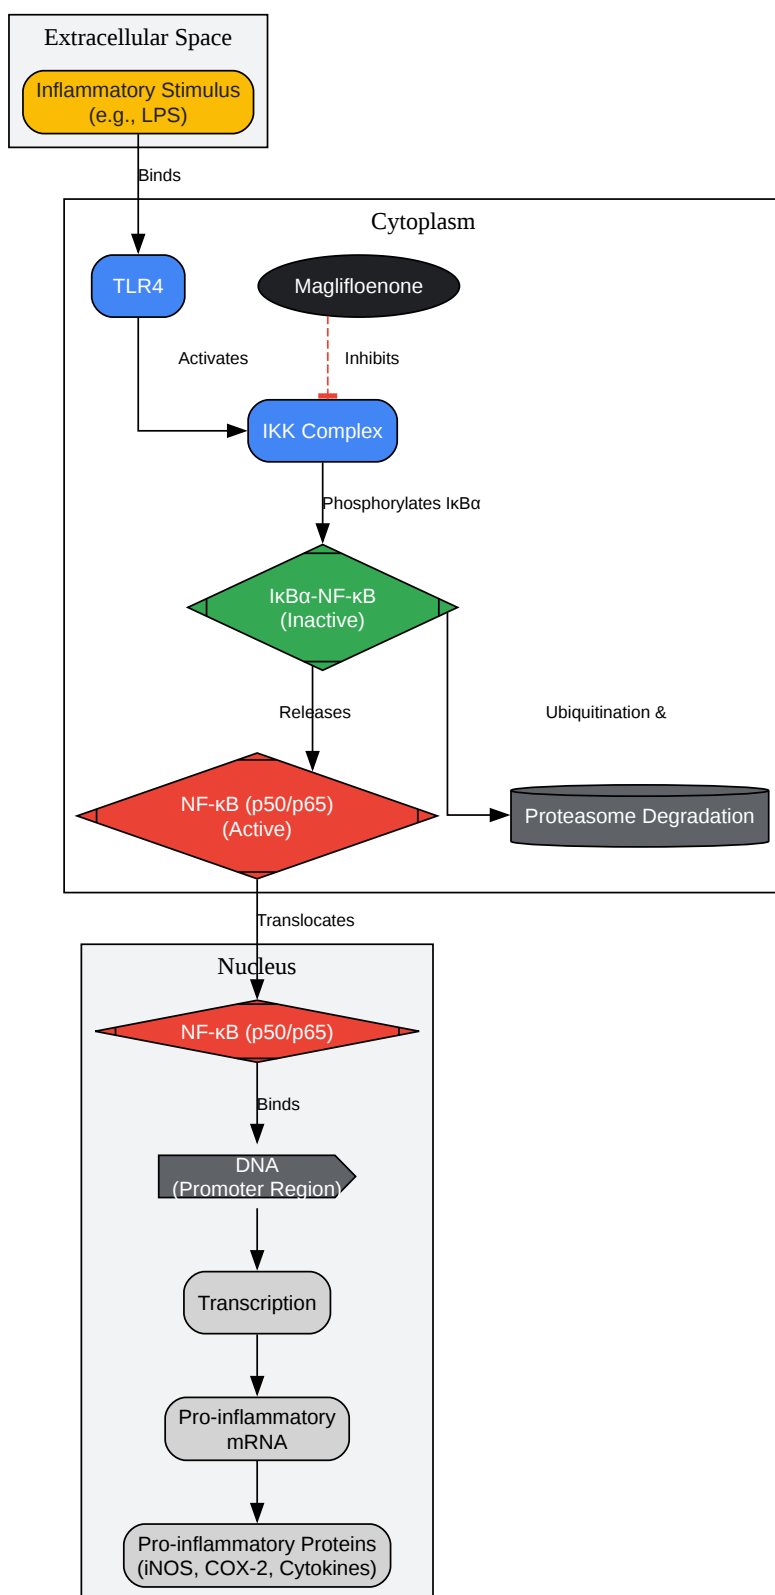 Extracellular Space
Inflammatory Stimulus
(e.g., LPS)
Binds
Cytoplasm
TLR4
Maglifloenone
Activates
Inhibits
IKK Complex
Phosphorylates IκBα
IκBα-NF-κB
(Inactive)
Releases
Ubiquitination &
NF-κB (p50/p65)
(Active)
Proteasome Degradation
Translocates
Nucleus
NF-κB (p50/p65)
Binds
DNA
(Promoter Region)
Transcription
Pro-inflammatory
mRNA
Pro-inflammatory Proteins
(iNOS, COX-2, Cytokines)